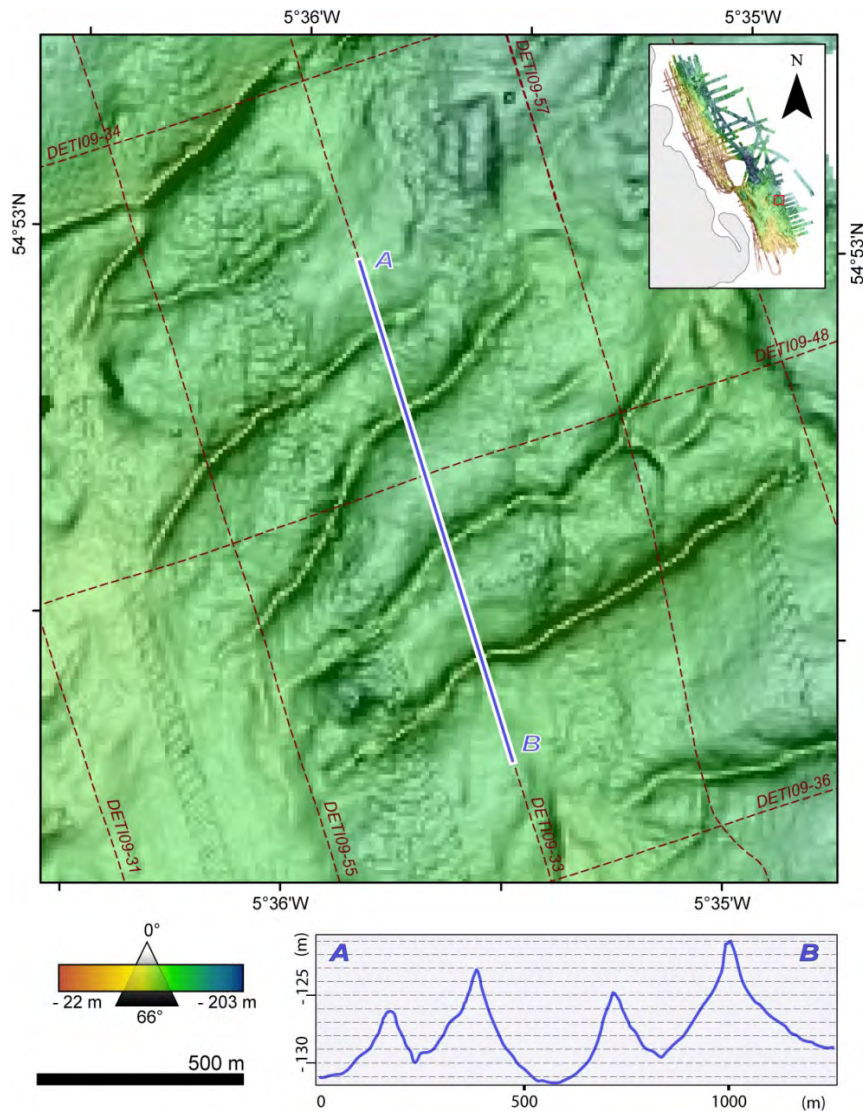 5°36'W 5°35'W
N
DETI09-34
DETI09-57
54°53'N
54°53'N
A
DETI09-48
B
DETI09-36
DETI09-31
DETI09-55
DETI09-33
5°36'W 5°35'W
0°
- 22 m - 203 m
66°
500 m
(m)
A B
-125
-130
0 500 1000 (m)